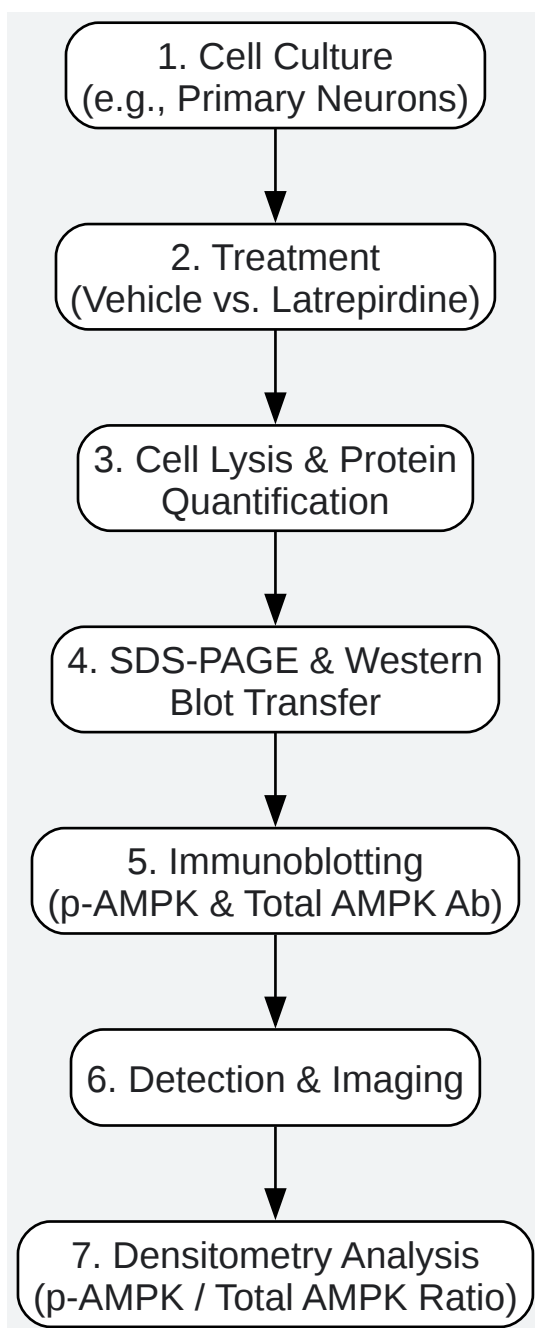 1. Cell Culture
(e.g., Primary Neurons)
2. Treatment
(Vehicle vs. Latrepirdine)
3. Cell Lysis & Protein
Quantification
4. SDS-PAGE & Western
Blot Transfer
5. Immunoblotting
(p-AMPK & Total AMPK Ab)
6. Detection & Imaging
7. Densitometry Analysis
(p-AMPK / Total AMPK Ratio)